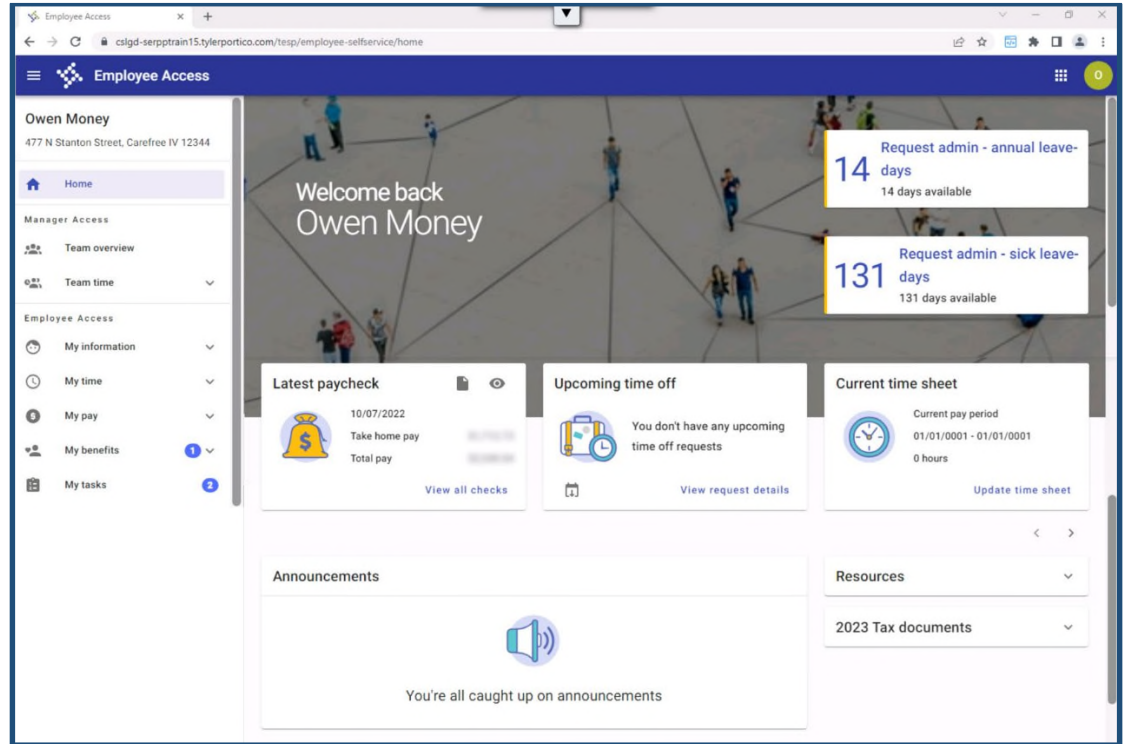 Employee Access
cslgd-serpptrain15.tylerportico.com/tesp/employee-selfservice/home
Employee Access
O
Owen Money
477 N Stanton Street, Carefree IV 12344
Home
Manager Access
Team overview
Team time
Employee Access
My information
My time
My pay
My benefits 1
My tasks 2
Welcome back
Owen Money
14
Request admin - annual leave-
days
14 days available
131
Request admin - sick leave-
days
131 days available
Latest paycheck
10/07/2022
Take home pay
Total pay
View all checks
Upcoming time off
You don't have any upcoming
time off requests
View request details
Current time sheet
Current pay period
01/01/0001 - 01/01/0001
0 hours
Update time sheet
Announcements
You're all caught up on announcements
Resources
2023 Tax documents